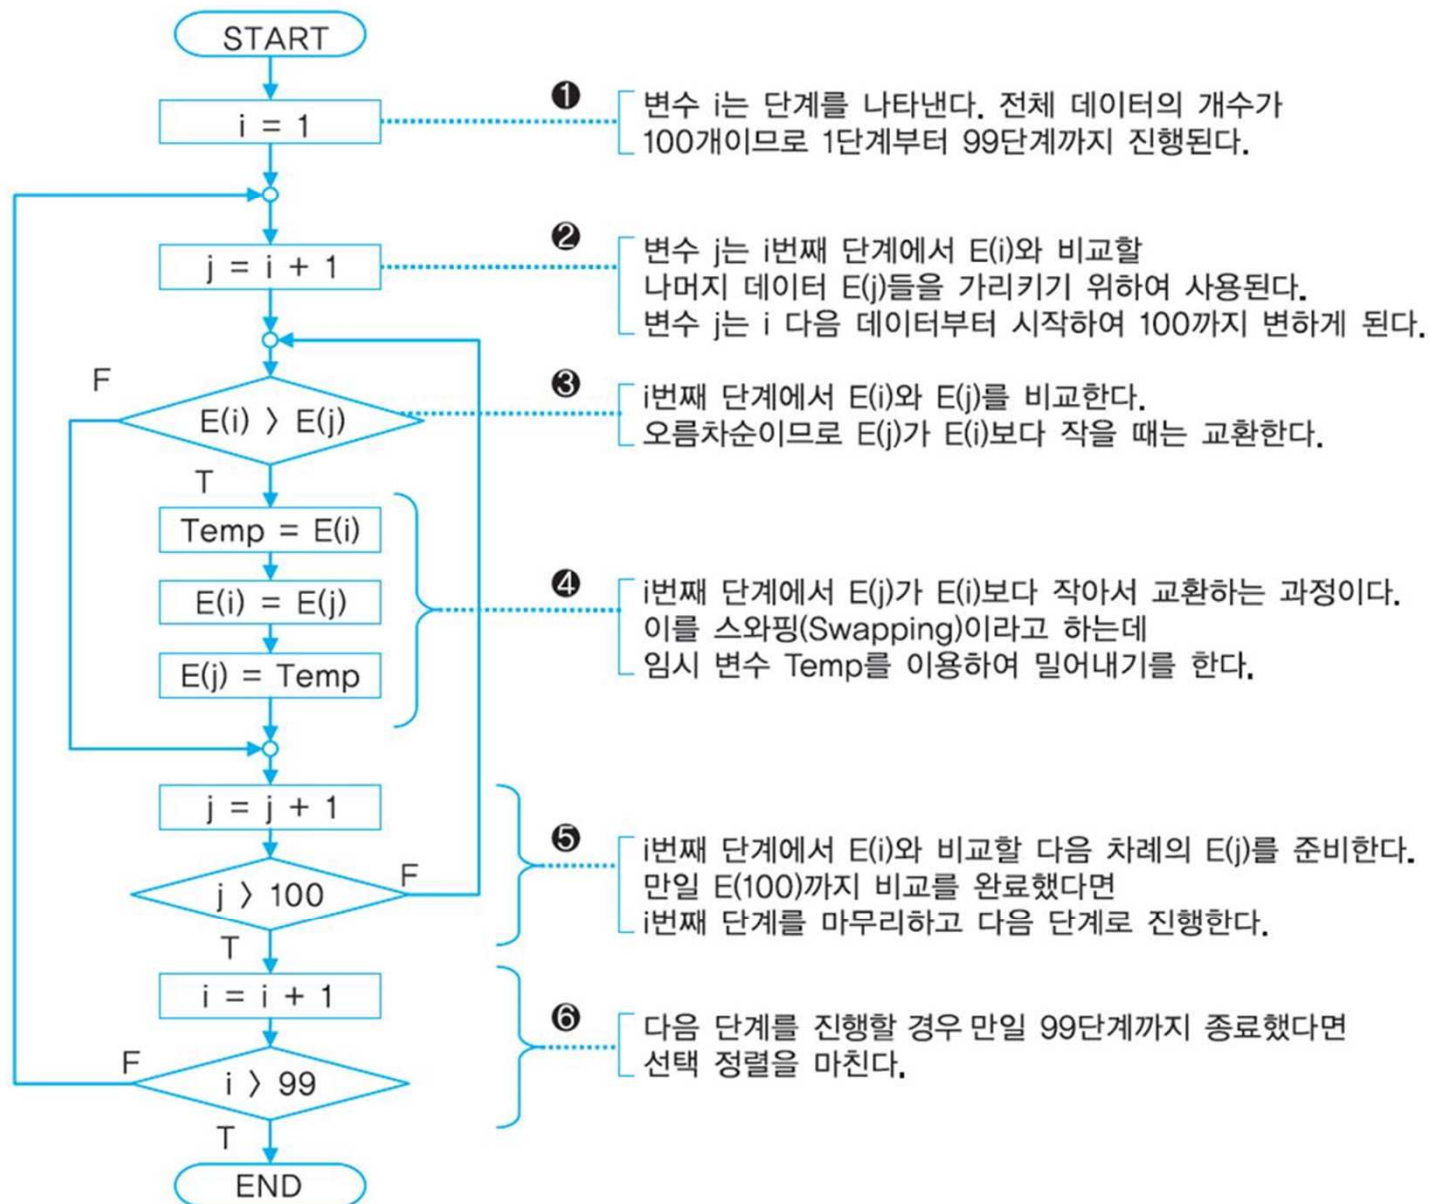 START
i = 1
❶
변수 i는 단계를 나타낸다. 전체 데이터의 개수가
100개이므로 1단계부터 99단계까지 진행된다.
j = i + 1
❷
변수 j는 i번째 단계에서 E(i)와 비교할
나머지 데이터 E(j)들을 가리키기 위하여 사용된다.
변수 j는 i 다음 데이터부터 시작하여 100까지 변하게 된다.
F
E(i) 〉 E(j)
T
❸
i번째 단계에서 E(i)와 E(j)를 비교한다.
오름차순이므로 E(j)가 E(i)보다 작을 때는 교환한다.
Temp = E(i)
E(i) = E(j)
E(j) = Temp
❹
i번째 단계에서 E(j)가 E(i)보다 작아서 교환하는 과정이다.
이를 스와핑(Swapping)이라고 하는데
임시 변수 Temp를 이용하여 밀어내기를 한다.
j = j + 1
j 〉 100
F
T
❺
i번째 단계에서 E(i)와 비교할 다음 차례의 E(j)를 준비한다.
만일 E(100)까지 비교를 완료했다면
i번째 단계를 마무리하고 다음 단계로 진행한다.
i = i + 1
F
i 〉 99
T
❻
다음 단계를 진행할 경우 만일 99단계까지 종료했다면
선택 정렬을 마친다.
END